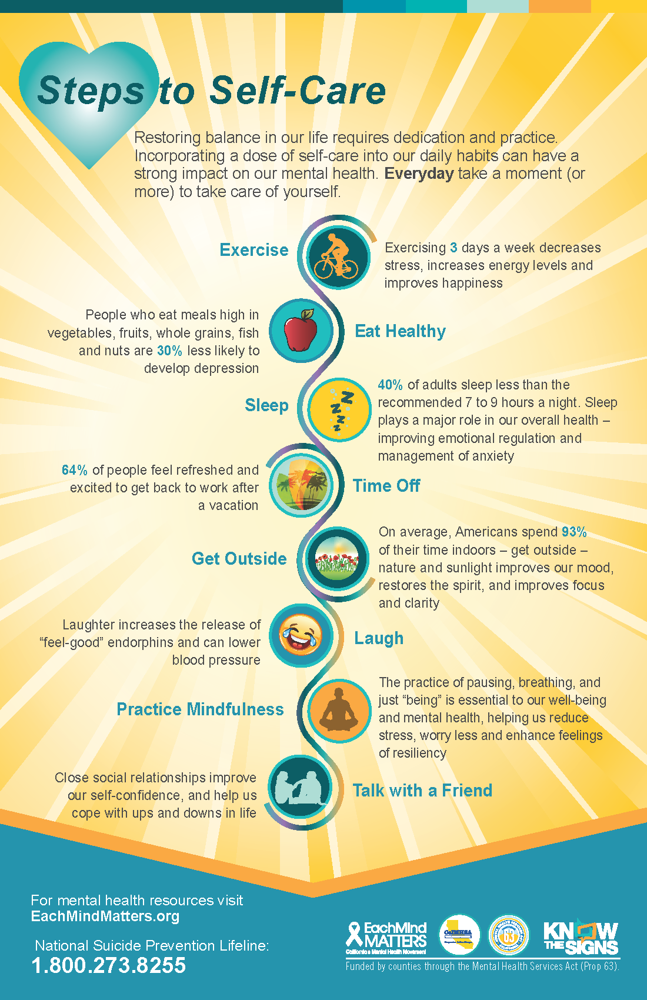 Steps to Self-Care
Restoring balance in our life requires dedication and practice.
Incorporating a dose of self-care into our daily habits can have a
strong impact on our mental health. Everyday take a moment (or
more) to take care of yourself.
Exercise
Exercising 3 days a week decreases
stress, increases energy levels and
improves happiness
People who eat meals high in
vegetables, fruits, whole grains, fish
and nuts are 30% less likely to
develop depression
Eat Healthy
Sleep
40% of adults sleep less than the
recommended 7 to 9 hours a night. Sleep
plays a major role in our overall health –
improving emotional regulation and
management of anxiety
64% of people feel refreshed and
excited to get back to work after
a vacation
Time Off
Get Outside
On average, Americans spend 93%
of their time indoors – get outside –
nature and sunlight improves our mood,
restores the spirit, and improves focus
and clarity
Laughter increases the release of
“feel-good” endorphins and can lower
blood pressure
Laugh
Practice Mindfulness
The practice of pausing, breathing, and
just “being” is essential to our well-being
and mental health, helping us reduce
stress, worry less and enhance feelings
of resiliency
Close social relationships improve
our self-confidence, and help us
cope with ups and downs in life
Talk with a Friend
For mental health resources visit
EachMindMatters.org
National Suicide Prevention Lifeline:
1.800.273.8255
EachMind
MATTERS
California's Mental Health Movement
CalMHSA
63
KNOW
THE SIGNS
Funded by counties through the Mental Health Services Act (Prop 63).